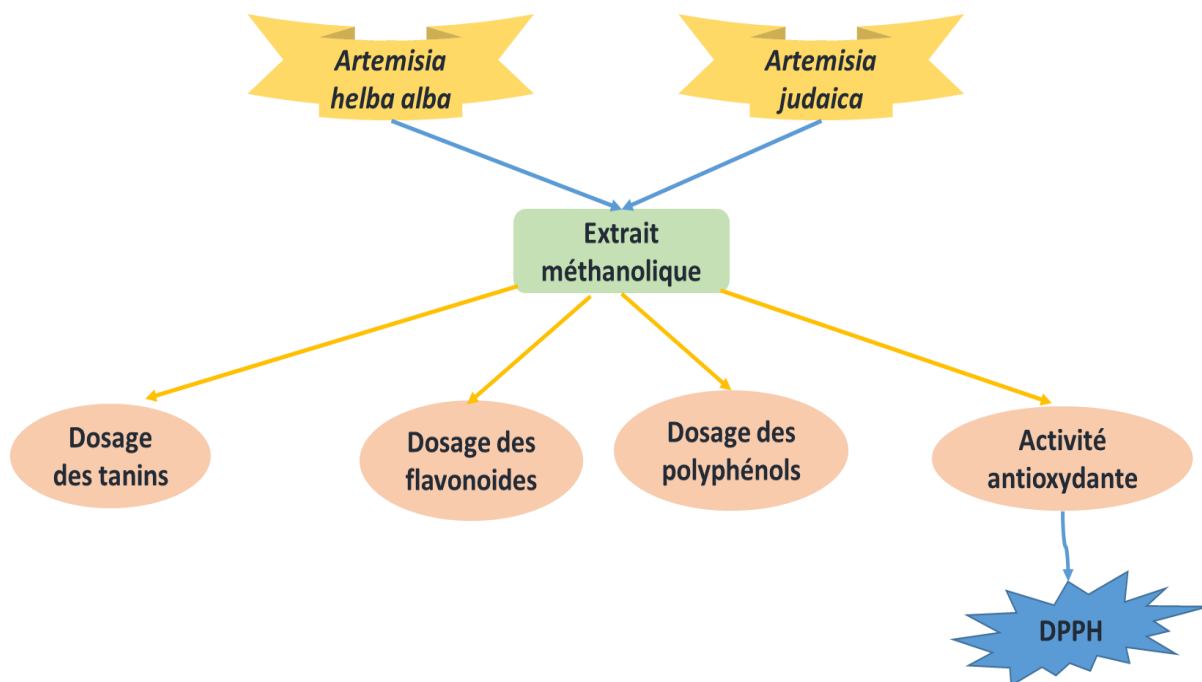 Artemisia
helba alba
Artemisia
judaica
Extrait
méthanolique
Dosage
des tanins
Dosage des
flavonoides
Dosage des
polyphénols
Activité
antioxydante
DPPH